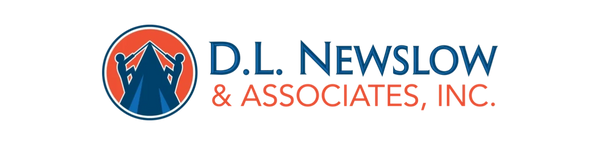 D.L. Newslow
& ASSOCIATES, INC.